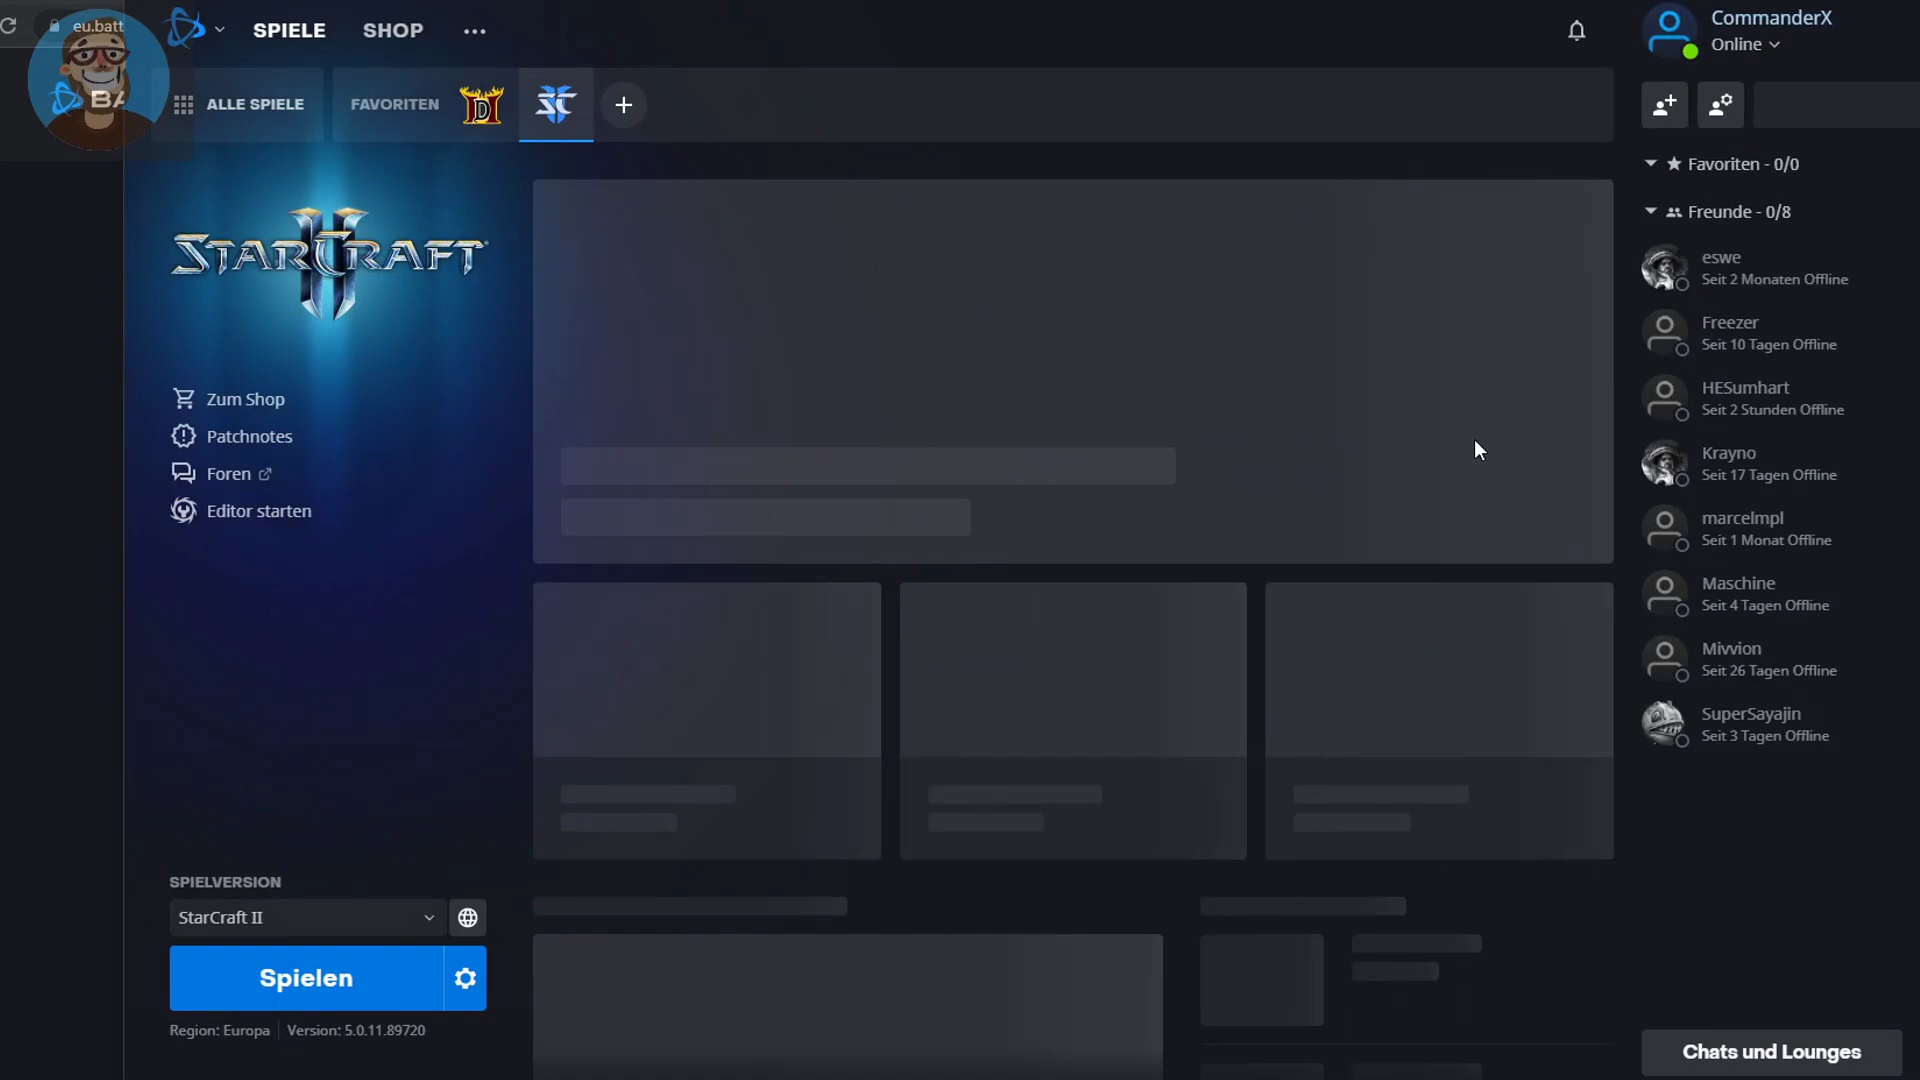 eu.batt
BA
SPIELE
SHOP
CommanderX
Online
ALLE SPIELE
FAVORITEN
Favoriten - 0/0
Freunde - 0/8
STARCRAFT
II
eswe
Seit 2 Monaten Offline
Freezer
Seit 10 Tagen Offline
HESumhart
Seit 2 Stunden Offline
Krayno
Seit 17 Tagen Offline
marcelmpl
Seit 1 Monat Offline
Maschine
Seit 4 Tagen Offline
Mivvion
Seit 26 Tagen Offline
SuperSayajin
Seit 3 Tagen Offline
Zum Shop
Patchnotes
Foren
Editor starten
SPIELVERSION
StarCraft II
Spielen
Region: Europa | Version: 5.0.11.89720
Chats und Lounges